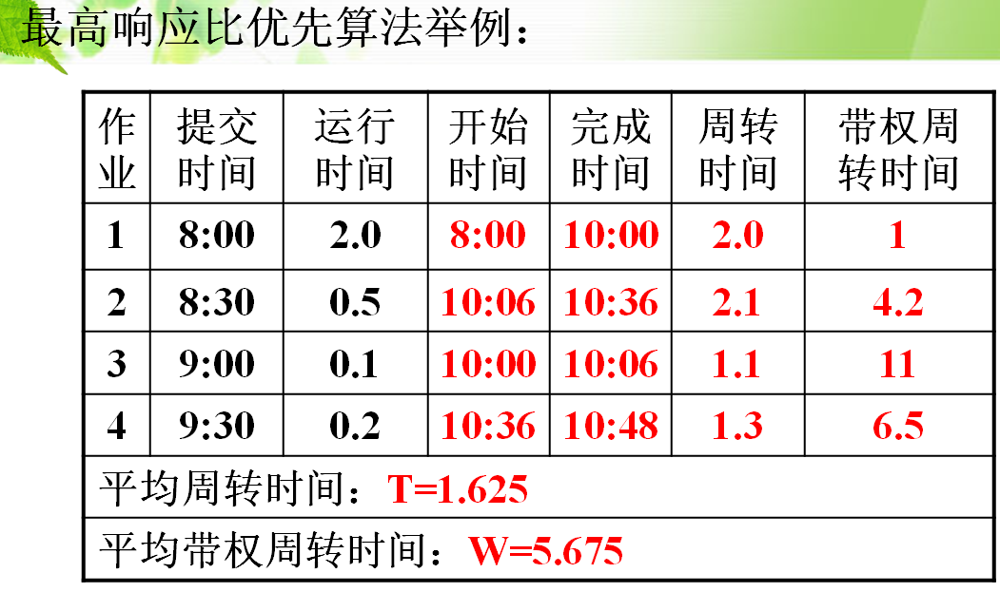 最高响应比优先算法举例：
作业 提交时间 运行时间 开始时间 完成时间 周转时间 带权周转时间
1 8:00 2.0 8:00 10:00 2.0 1
2 8:30 0.5 10:06 10:36 2.1 4.2
3 9:00 0.1 10:00 10:06 1.1 11
4 9:30 0.2 10:36 10:48 1.3 6.5
平均周转时间：T=1.625
平均带权周转时间：W=5.675